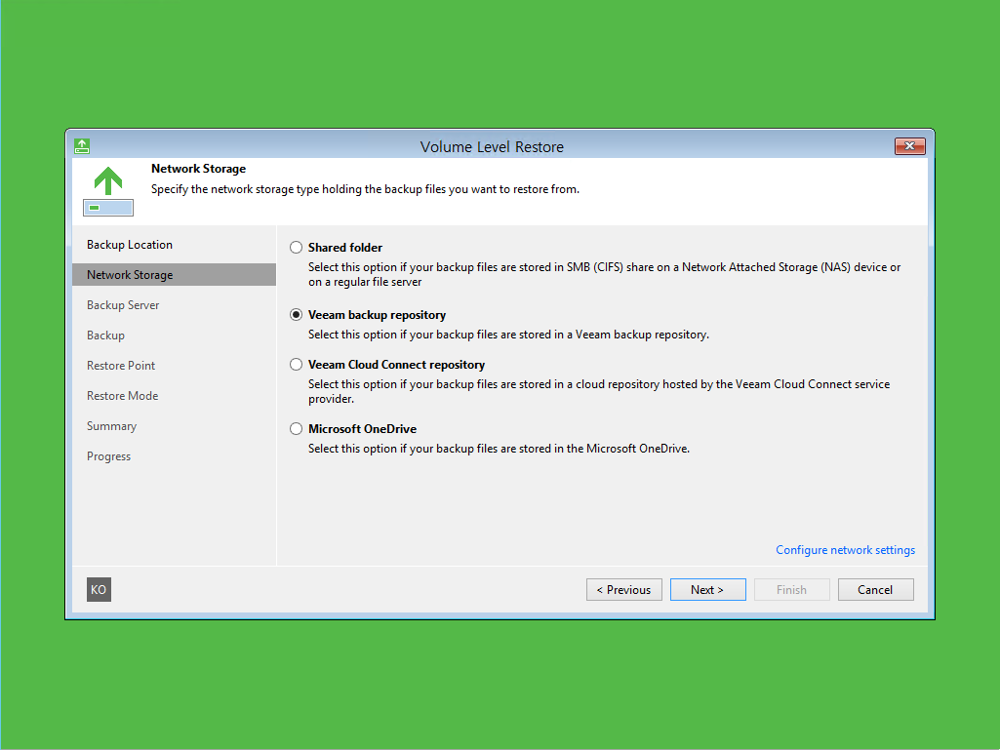 Volume Level Restore
Network Storage
Specify the network storage type holding the backup files you want to restore from.
Backup Location
Network Storage
Backup Server
Backup
Restore Point
Restore Mode
Summary
Progress
Shared folder
Select this option if your backup files are stored in SMB (CIFS) share on a Network Attached Storage (NAS) device or
on a regular file server
Veeam backup repository
Select this option if your backup files are stored in a Veeam backup repository.
Veeam Cloud Connect repository
Select this option if your backup files are stored in a cloud repository hosted by the Veeam Cloud Connect service
provider.
Microsoft OneDrive
Select this option if your backup files are stored in the Microsoft OneDrive.
Configure network settings
KO
< Previous
Next >
Finish
Cancel